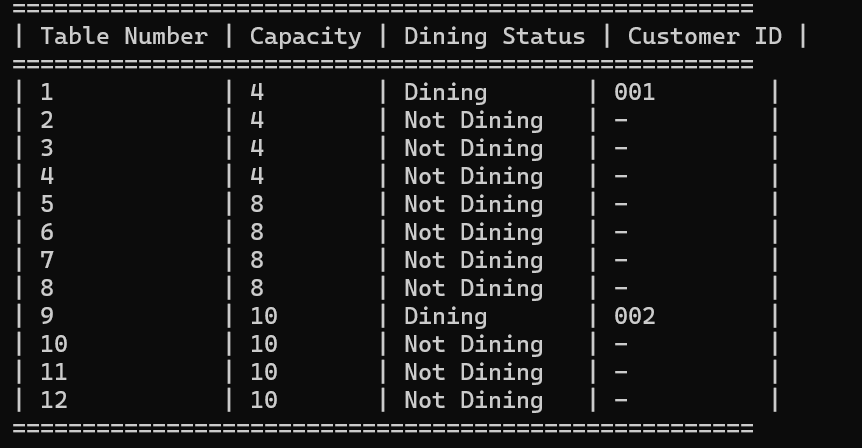 =====================================================
| Table Number | Capacity | Dining Status | Customer ID |
=====================================================
| 1            | 4        | Dining       | 001        |
| 2            | 4        | Not Dining   | -          |
| 3            | 4        | Not Dining   | -          |
| 4            | 4        | Not Dining   | -          |
| 5            | 8        | Not Dining   | -          |
| 6            | 8        | Not Dining   | -          |
| 7            | 8        | Not Dining   | -          |
| 8            | 8        | Not Dining   | -          |
| 9            | 10       | Dining       | 002        |
| 10           | 10       | Not Dining   | -          |
| 11           | 10       | Not Dining   | -          |
| 12           | 10       | Not Dining   | -          |
=====================================================